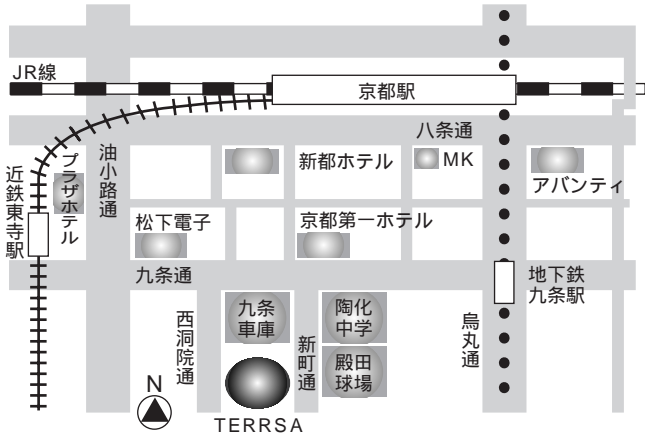 JR線
京都駅
八条通
新都ホテル
MK
アバンティ
油小路通
プラザホテル
近鉄東寺駅
松下電子
京都第一ホテル
九条通
地下鉄
九条駅
西洞院通
九条
車庫
新町通
陶化
中学
殿田
球場
烏丸通
N
TERRSA